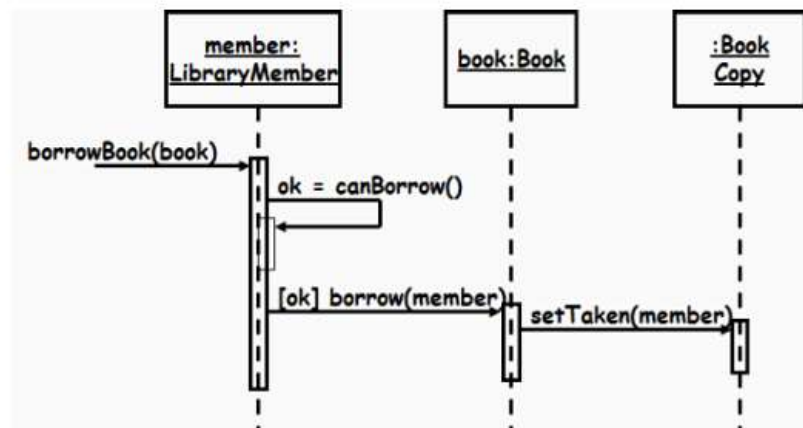 member:
LibraryMember
book:Book
:Book
Copy
borrowBook(book)
ok = canBorrow()
[ok] borrow(member)
setTaken(member)